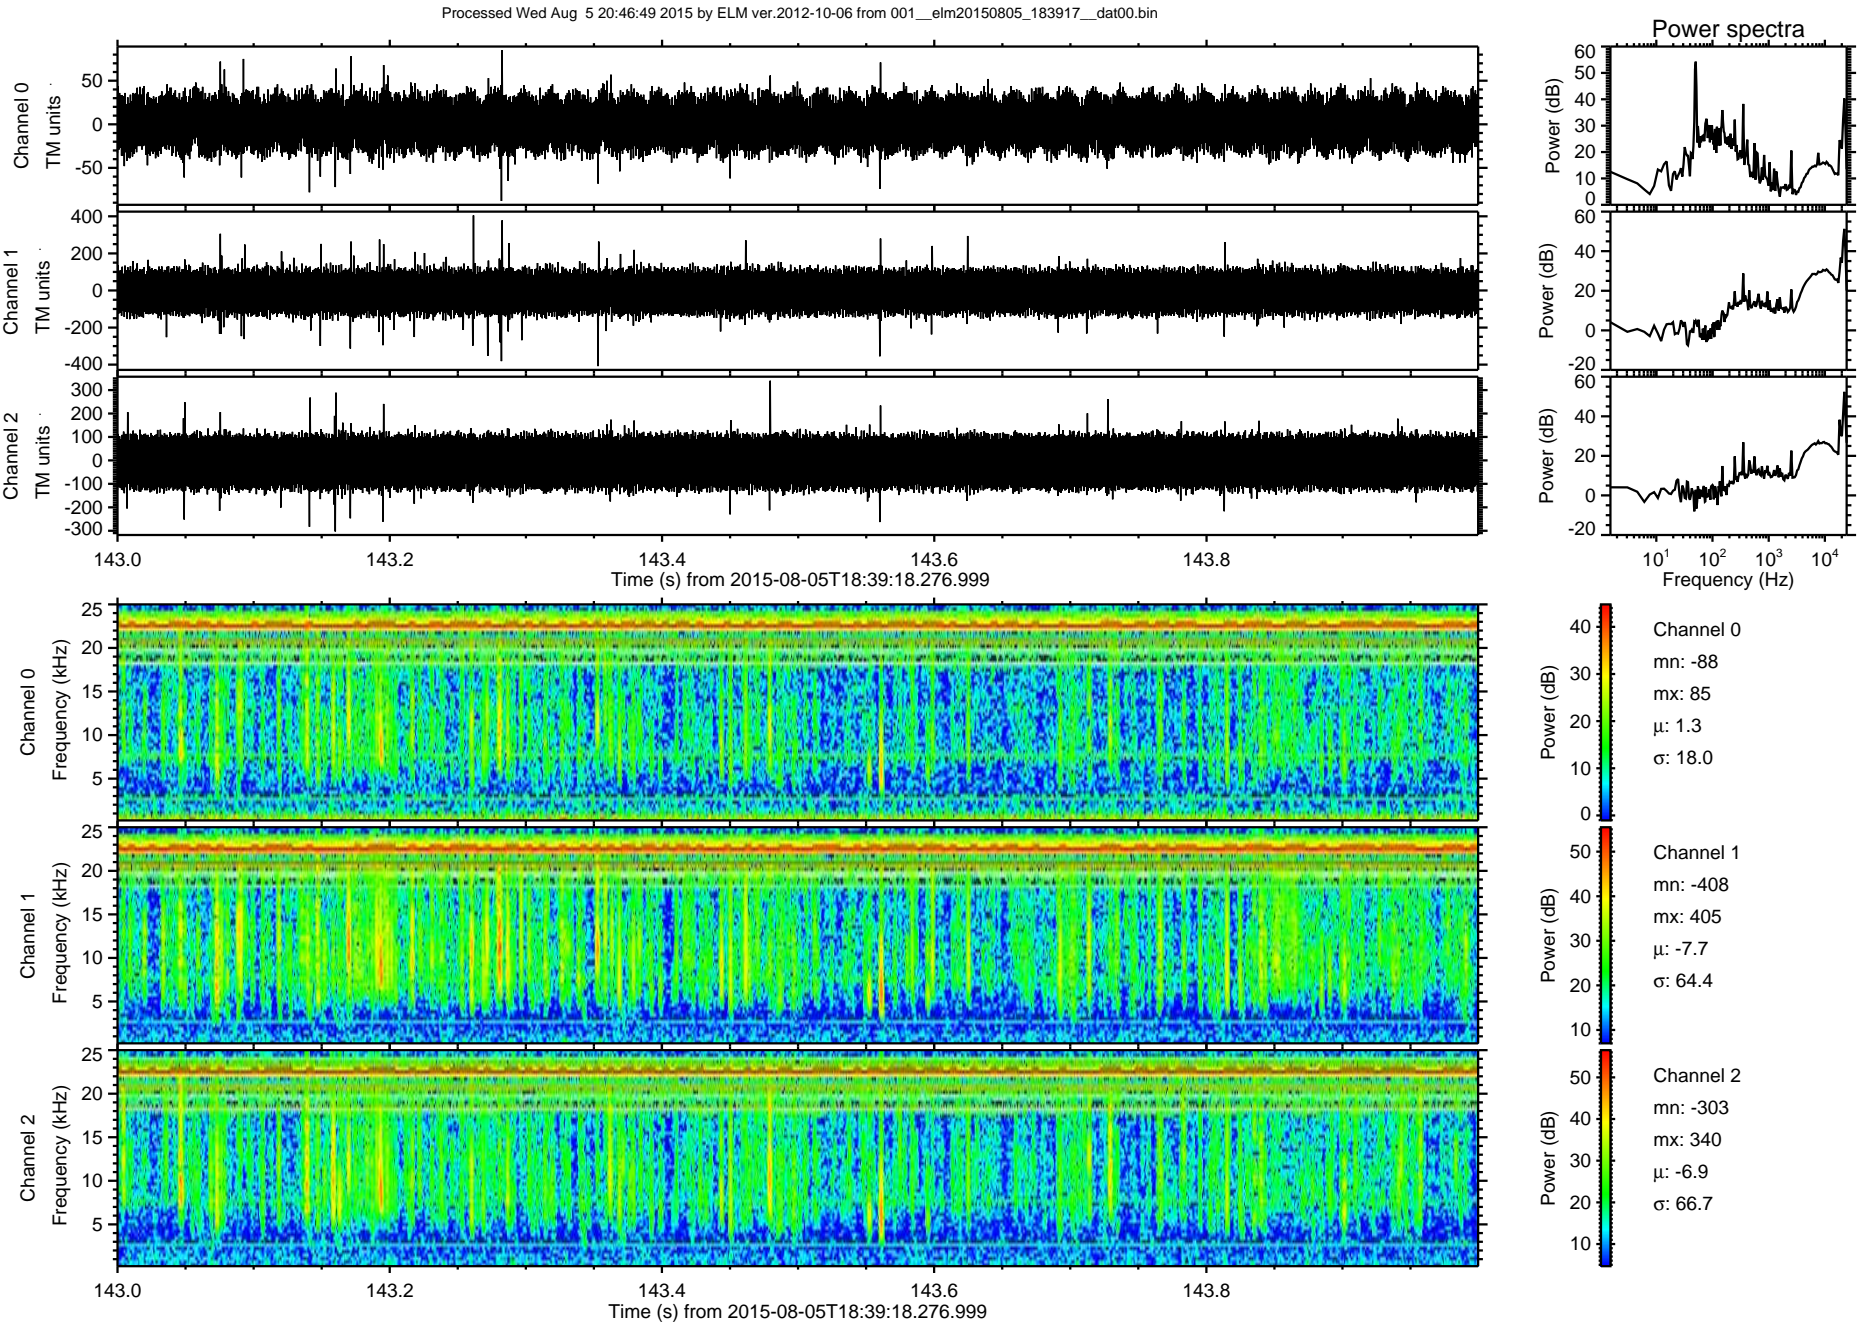 Processed Wed Aug  5 20:46:49 2015 by ELM ver.2012-10-06 from 001__elm20150805_183917__dat00.bin
Power spectra
Channel 0
TM units
50
0
-50
Power (dB)
60
50
40
30
20
10
0
Channel 1
TM units
400
200
0
-200
-400
Power (dB)
60
40
20
0
-20
Channel 2
TM units
300
200
100
0
-100
-200
-300
Power (dB)
60
40
20
0
-20
143.0 143.2 143.4 143.6 143.8
Time (s) from 2015-08-05T18:39:18.276.999
10^1 10^2 10^3 10^4
Frequency (Hz)
Channel 0
Frequency (kHz)
25
20
15
10
5
Power (dB)
40
30
20
10
0
Channel 0
mn: -88
mx: 85
μ: 1.3
σ: 18.0
Channel 1
Frequency (kHz)
25
20
15
10
5
Power (dB)
50
40
30
20
10
Channel 1
mn: -408
mx: 405
μ: -7.7
σ: 64.4
Channel 2
Frequency (kHz)
25
20
15
10
5
Power (dB)
50
40
30
20
10
Channel 2
mn: -303
mx: 340
μ: -6.9
σ: 66.7
143.0 143.2 143.4 143.6 143.8
Time (s) from 2015-08-05T18:39:18.276.999